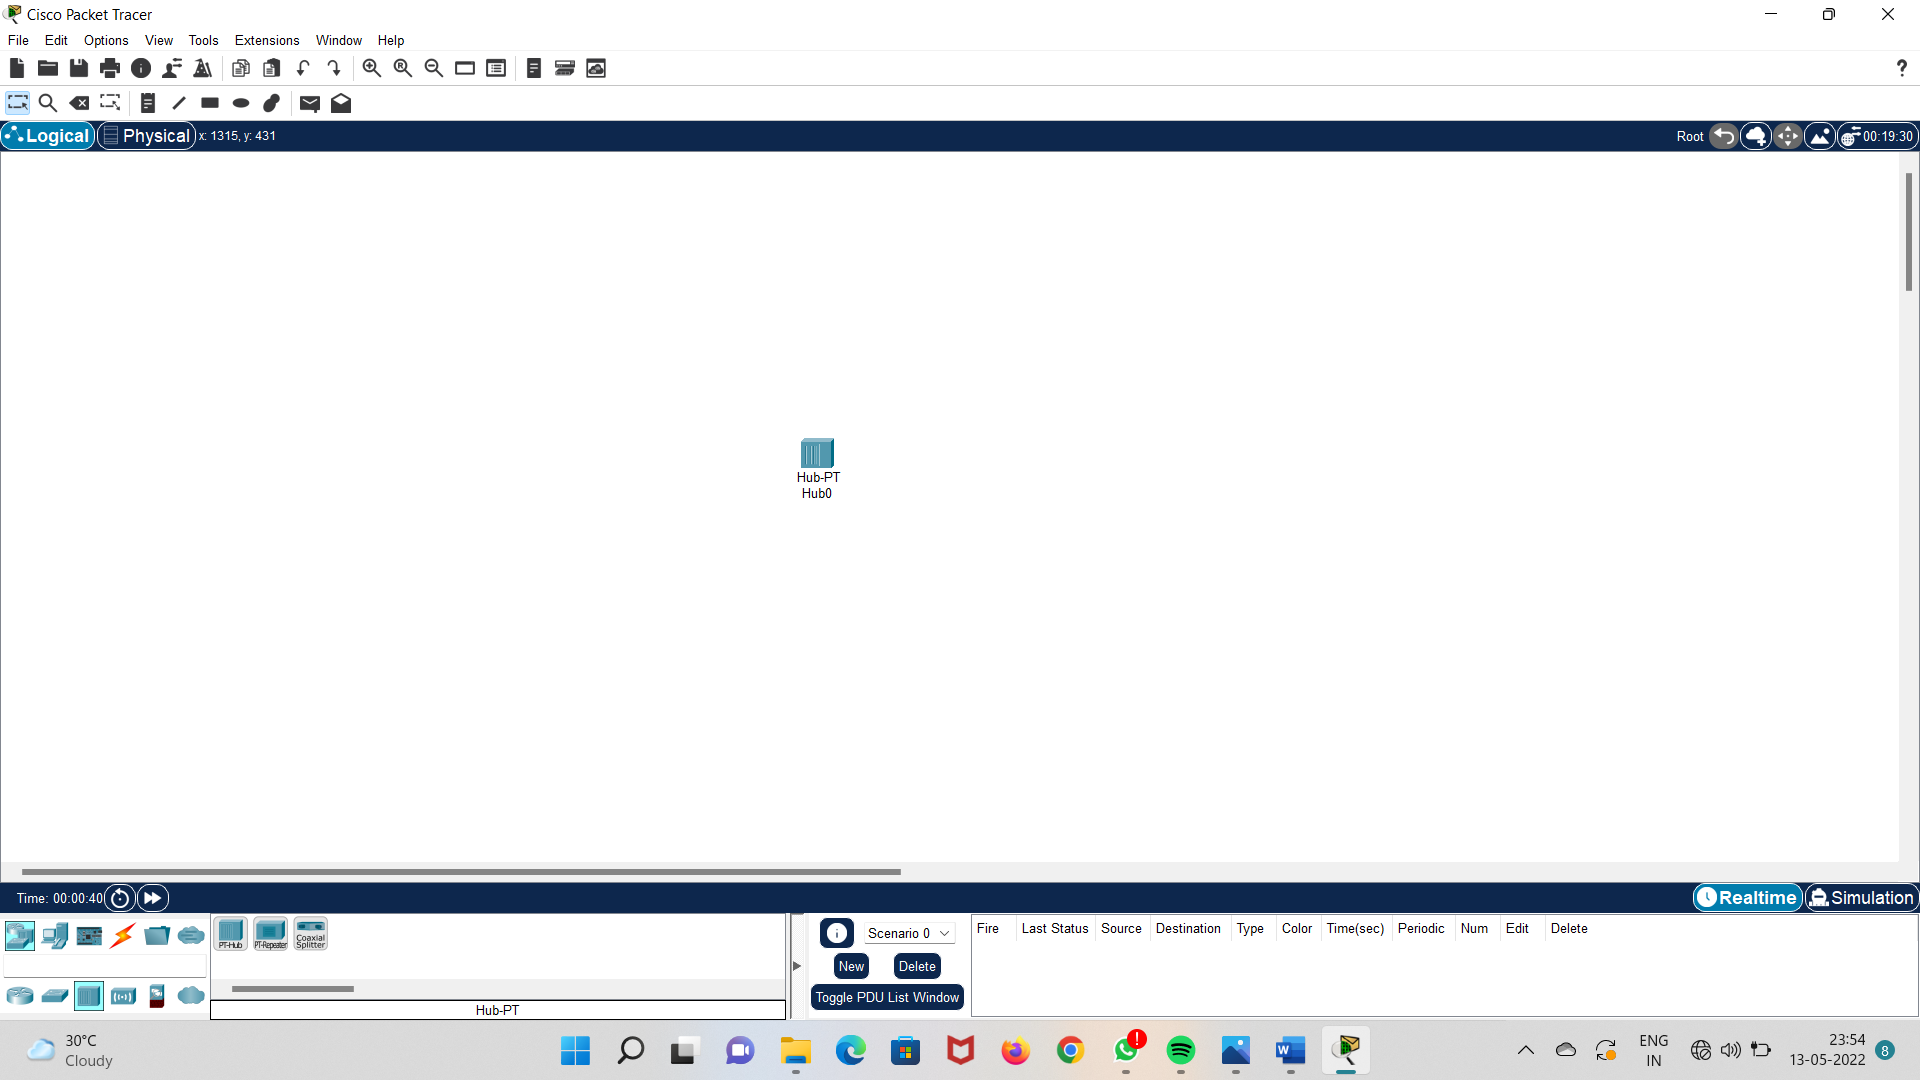 Cisco Packet Tracer
File Edit Options View Tools Extensions Window Help
Logical Physical x: 1315, y: 431 Root 00:19:30
Hub-PT
Hub0
Time: 00:00:40 Realtime Simulation
PT-Hub PT-Repeater Coaxial Splitter
Hub-PT
Scenario 0
New Delete
Toggle PDU List Window
Fire Last Status Source Destination Type Color Time(sec) Periodic Num Edit Delete
30°C
Cloudy
ENG
IN
23:54
13-05-2022
8